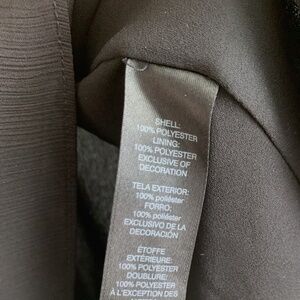 SHELL:
100% POLYESTER
LINING:
100% POLYESTER
EXCLUSIVE OF
DECORATION
TELA EXTERIOR:
100% poliéster
FORRO:
100% poliéster
EXCLUSIVO DE LA
DECORACIÓN
ÉTOFFE
EXTÉRIEURE:
100% POLYESTER
DOUBLURE:
100% POLYESTER
À L'EXCEPTION DES